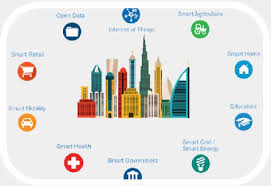 Open Data
Internet of Things
Smart Agriculture
Smart Retail
Smart Home
Smart Mobility
Education
Smart Health
Smart Government
Smart Grid /
Smart Energy